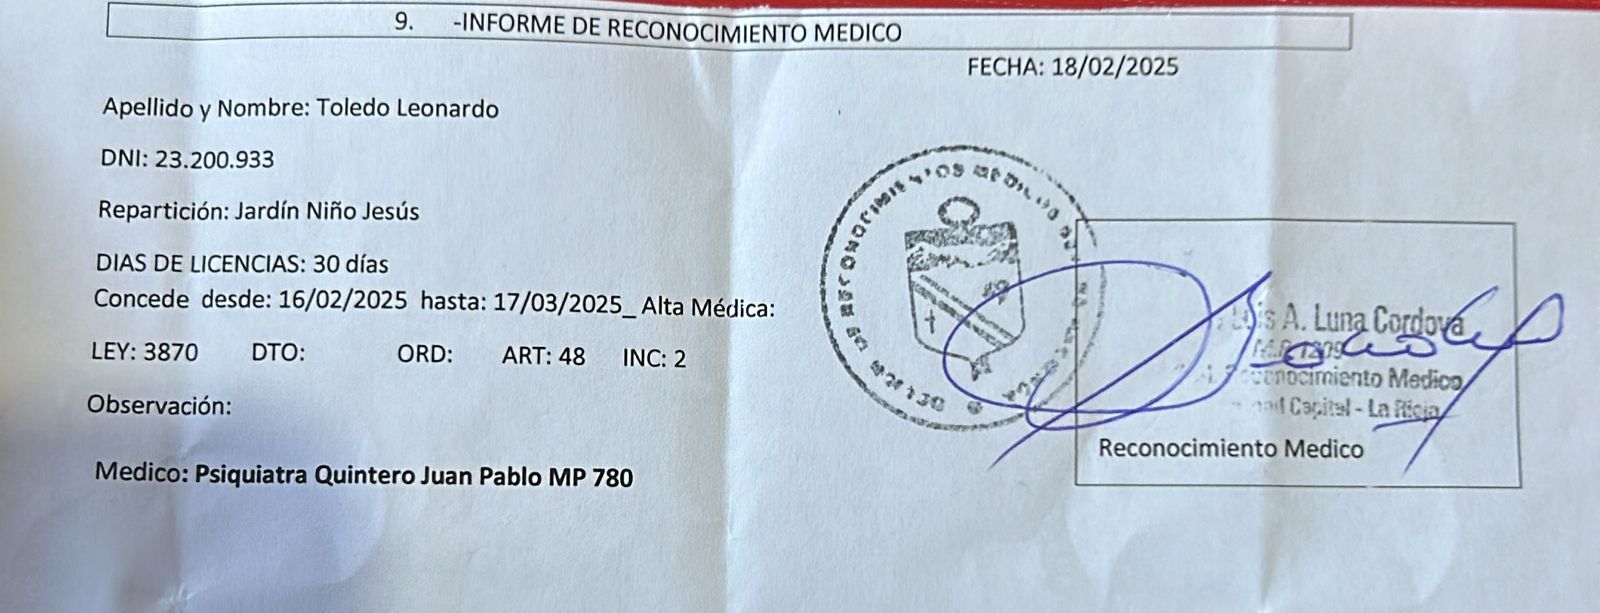 9. -INFORME DE RECONOCIMIENTO MEDICO
FECHA: 18/02/2025
Apellido y Nombre: Toledo Leonardo
DNI: 23.200.933
Repartición: Jardín Niño Jesús
DIAS DE LICENCIAS: 30 días
Concede desde: 16/02/2025 hasta: 17/03/2025_ Alta Médica:
LEY: 3870 DTO: ORD: ART: 48 INC: 2
Observación:
Medico: Psiquiatra Quintero Juan Pablo MP 780
RECONOCIMIENTOS MEDICOS
Luis A. Luna Cordova
Reconocimiento Medico
Capital - La Rioja
Reconocimiento Medico